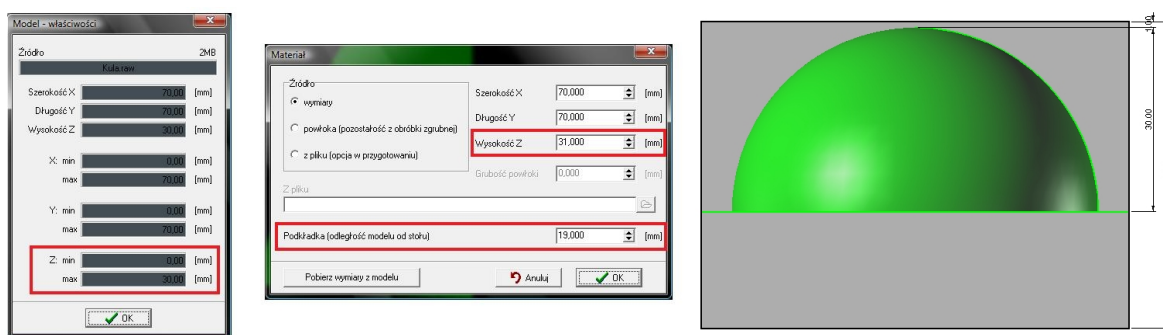 Model - właściwości
Źródło 2MB
Kula.raw
Szerokość X 70,00 [mm]
Długość Y 70,00 [mm]
Wysokość Z 30,00 [mm]
X: min 0,00 [mm]
max 70,00 [mm]
Y: min 0,00 [mm]
max 70,00 [mm]
Z: min 0,00 [mm]
max 30,00 [mm]
OK
Materiał
Źródło
wymiary
powłoka (pozostałość z obróbki zgrubnej)
z pliku (opcja w przygotowaniu)
Szerokość X 70,000 [mm]
Długość Y 70,000 [mm]
Wysokość Z 31,000 [mm]
Grubość powłoki 0,000 [mm]
Z pliku
Podkładka (odległość modelu od stołu) 19,000 [mm]
Pobierz wymiary z modelu Anuluj OK
1.00
30.00